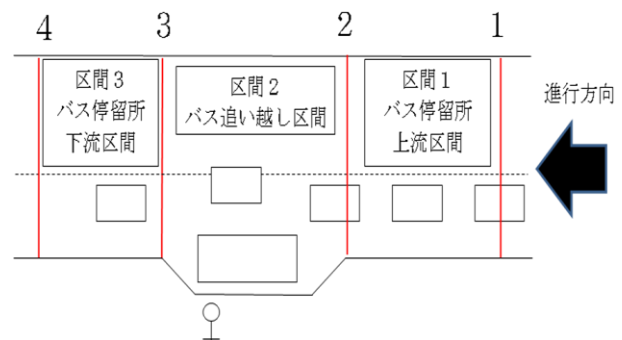 4
3
2
1
区間３
バス停留所
下流区間
区間２
バス追い越し区間
区間１
バス停留所
上流区間
進行方向